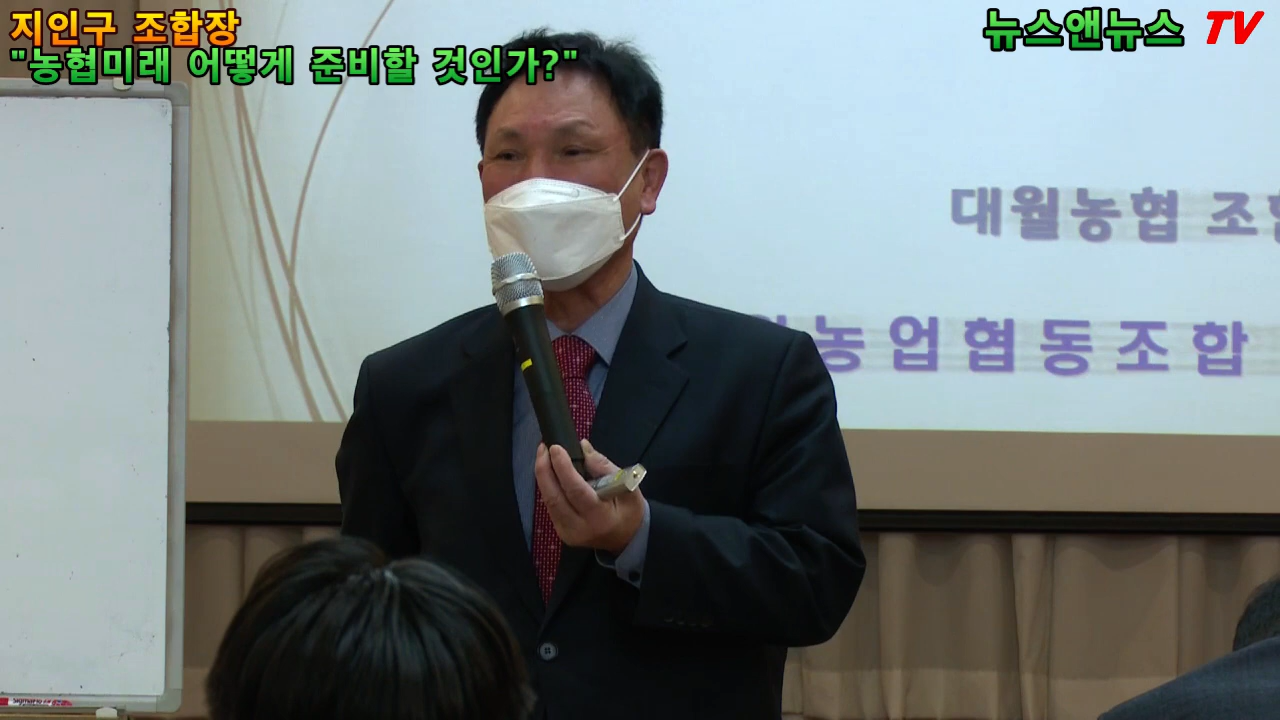 지인구 조합장
"농협미래 어떻게 준비할 것인가?"
뉴스앤뉴스 TV
대월농협 조합
농업협동조합